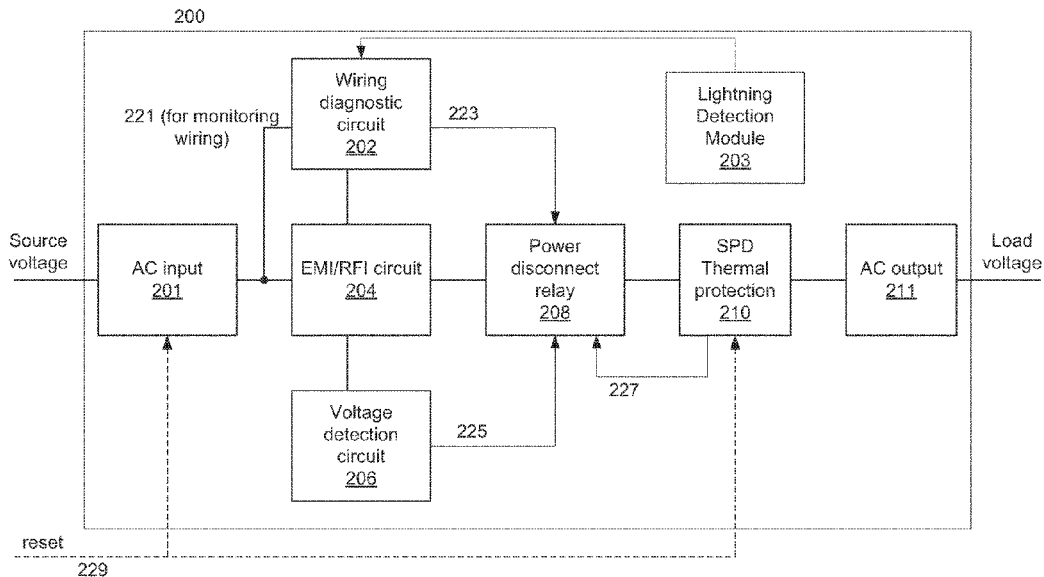 200
Wiring
diagnostic
circuit
202
221 (for monitoring
wiring)
223
Lightning
Detection
Module
203
Source
voltage
AC input
201
EMI/RFI circuit
204
Power
disconnect
relay
208
SPD
Thermal
protection
210
AC output
211
Load
voltage
227
Voltage
detection
circuit
206
225
reset
229